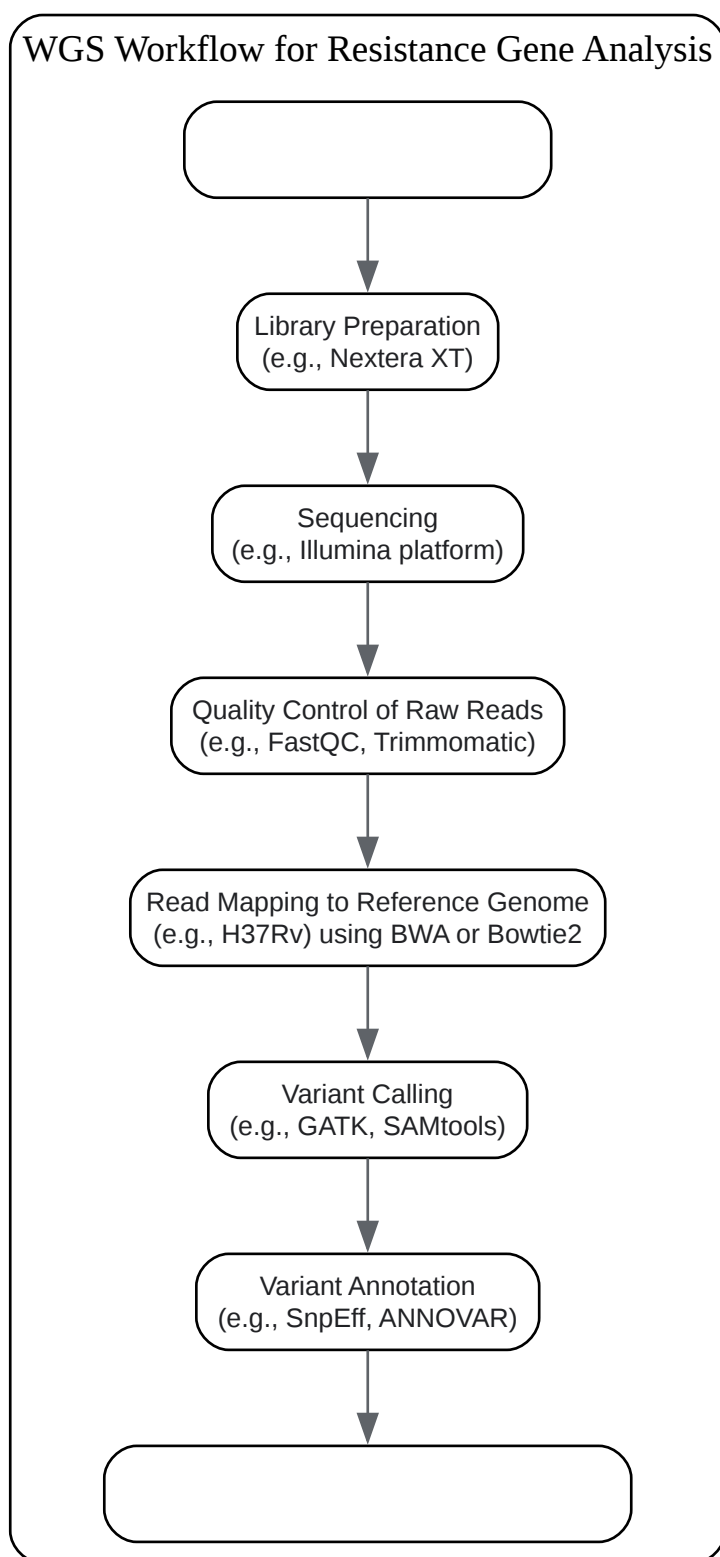 WGS Workflow for Resistance Gene Analysis
Library Preparation
(e.g., Nextera XT)
Sequencing
(e.g., Illumina platform)
Quality Control of Raw Reads
(e.g., FastQC, Trimmomatic)
Read Mapping to Reference Genome
(e.g., H37Rv) using BWA or Bowtie2
Variant Calling
(e.g., GATK, SAMtools)
Variant Annotation
(e.g., SnpEff, ANNOVAR)